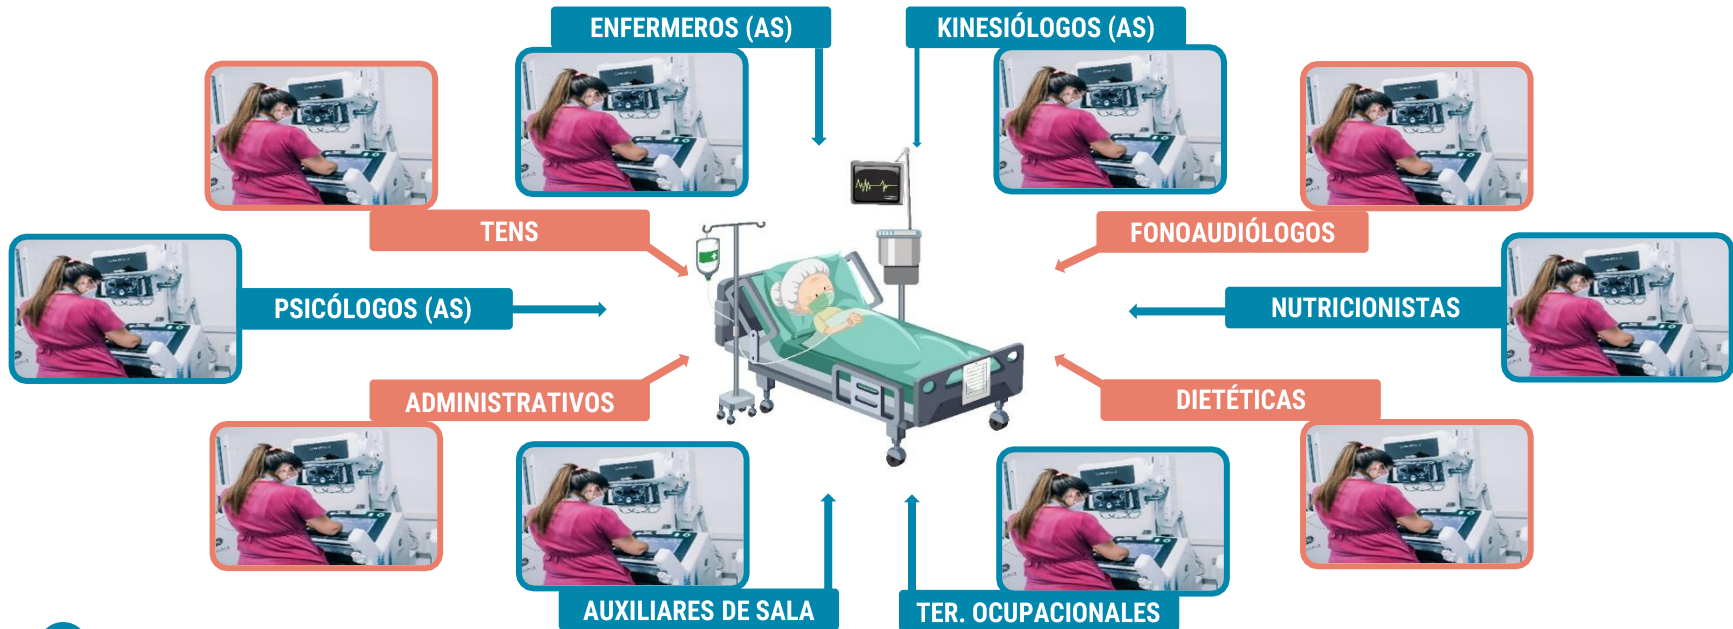 ENFERMEROS (AS)
KINESIÓLOGOS (AS)
TENS
FONOAUDIÓLOGOS
PSICÓLOGOS (AS)
NUTRICIONISTAS
ADMINISTRATIVOS
DIETÉTICAS
AUXILIARES DE SALA
TER. OCUPACIONALES